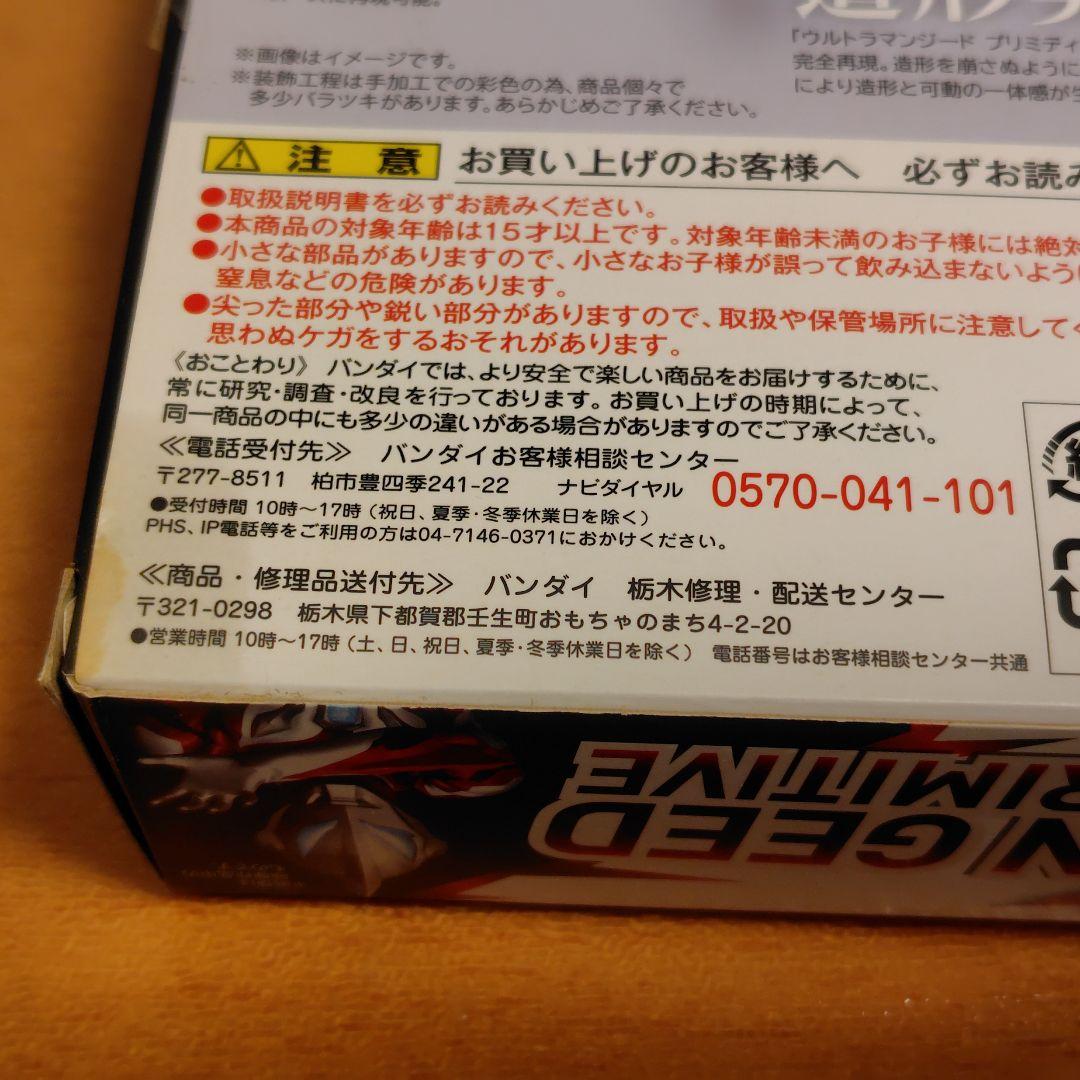 次に再現可能。
※画像はイメージです。
※装飾工程は手加工での彩色の為、商品個々で
多少バラツキがあります。あらかじめご了承ください。
「ウルトラマンジード プリミティ
完全再現。造形を崩さぬように
により造形と可動の一体感が生
⚠ 注 意 お買い上げのお客様へ 必ずお読み
●取扱説明書を必ずお読みください。
●本商品の対象年齢は15才以上です。対象年齢未満のお子様には絶対
●小さな部品がありますので、小さなお子様が誤って飲み込まないよう
窒息などの危険があります。
●尖った部分や鋭い部分がありますので、取扱や保管場所に注意して
思わぬケガをするおそれがあります。
《おことわり》 バンダイでは、より安全で楽しい商品をお届けするために、
常に研究・調査・改良を行っております。お買い上げの時期によって、
同一商品の中にも多少の違いがある場合がありますのでご了承ください。
≪電話受付先≫ バンダイお客様相談センター
〒277-8511 柏市豊四季241-22 ナビダイヤル 0570-041-101
●受付時間 10時〜17時（祝日、夏季・冬季休業日を除く）
PHS、IP電話等をご利用の方は04-7146-0371におかけください。
≪商品・修理品送付先≫ バンダイ 栃木修理・配送センター
〒321-0298 栃木県下都賀郡壬生町おもちゃのまち4-2-20
●営業時間 10時〜17時（土、日、祝日、夏季・冬季休業日を除く） 電話番号はお客様相談センター共通
N/GEED
RIMITIVE